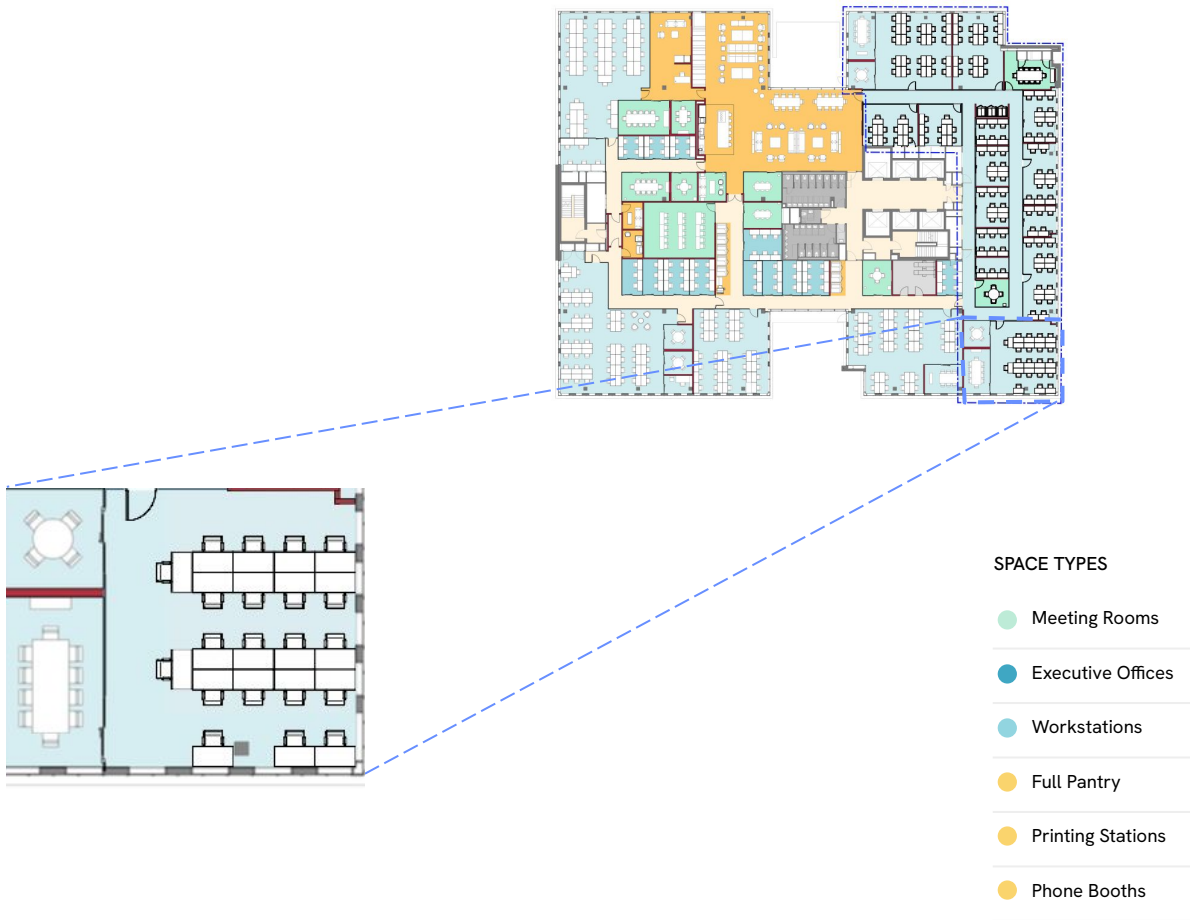 SPACE TYPES
Meeting Rooms
Executive Offices
Workstations
Full Pantry
Printing Stations
Phone Booths